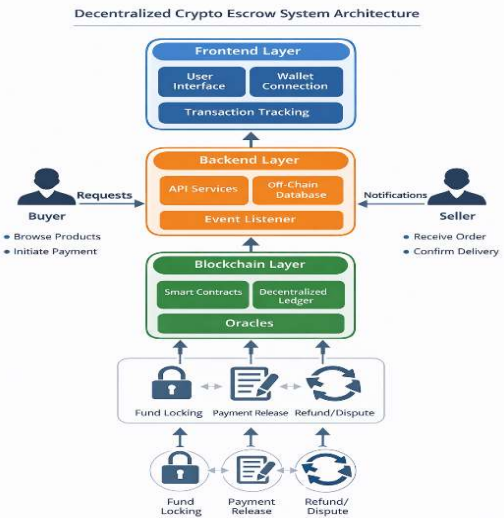 Decentralized Crypto Escrow System Architecture
Frontend Layer
User
Interface
Wallet
Connection
Transaction Tracking
Backend Layer
API Services
Off-Chain
Database
Event Listener
Requests
Buyer
• Browse Products
• Initiate Payment
Notifications
Seller
• Receive Order
• Confirm Delivery
Blockchain Layer
Smart Contracts
Decentralized
Ledger
Oracles
Fund Locking
Payment Release
Refund/Dispute
Fund
Locking
Payment
Release
Refund/
Dispute